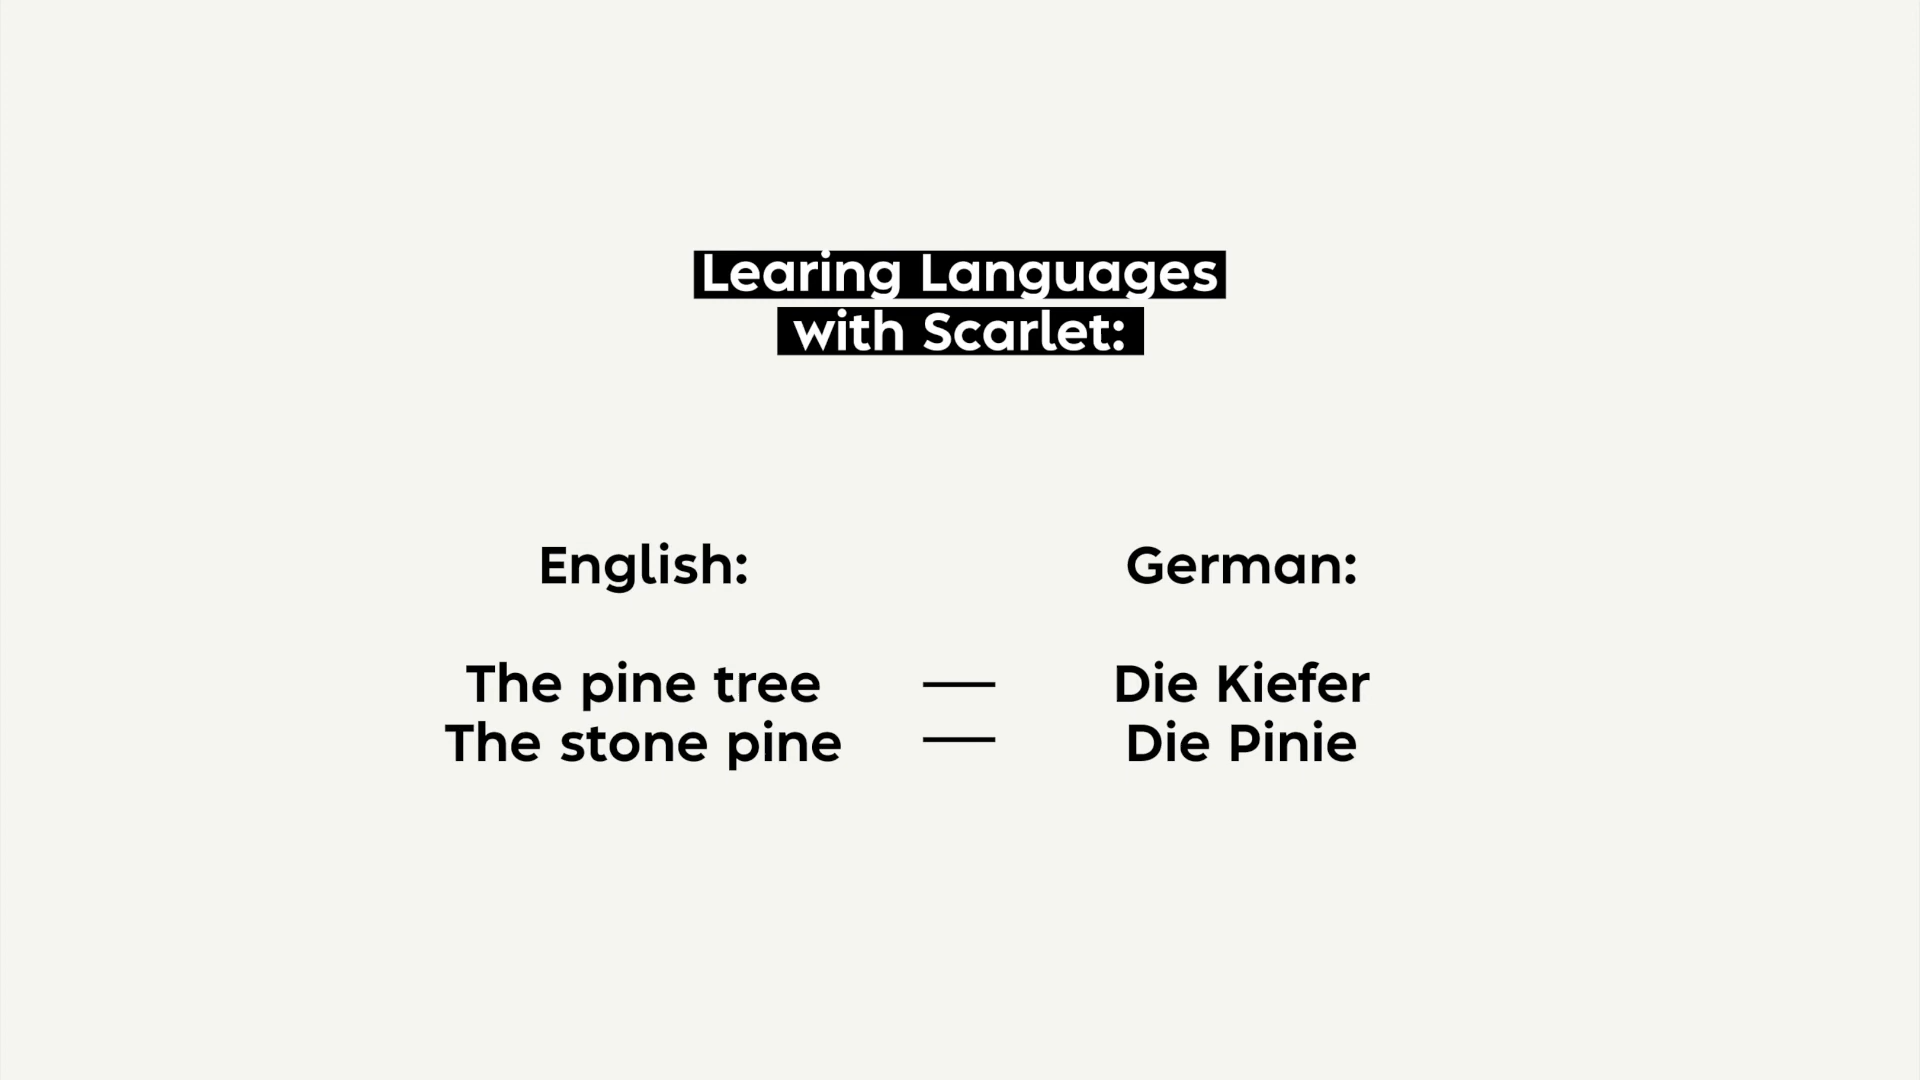 Learing Languages
with Scarlet:
English: German:
The pine tree — Die Kiefer
The stone pine — Die Pinie